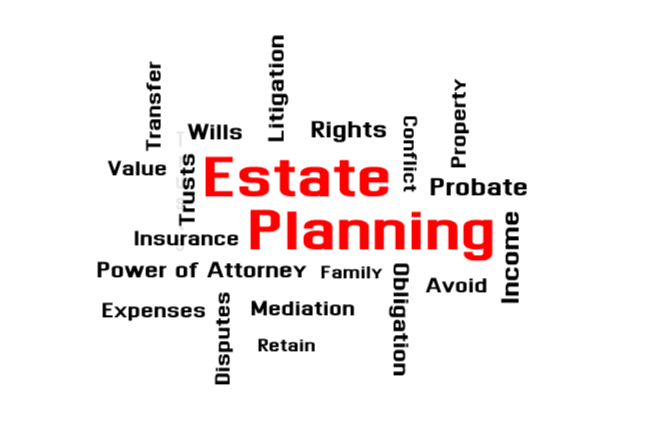 Transfer
Litigation
Property
Wills
Rights
Conflict
Value
Trusts
Estate
Probate
Planning
Insurance
Income
Power of Attorney
Family
Obligation
Avoid
Expenses
Disputes
Mediation
Retain